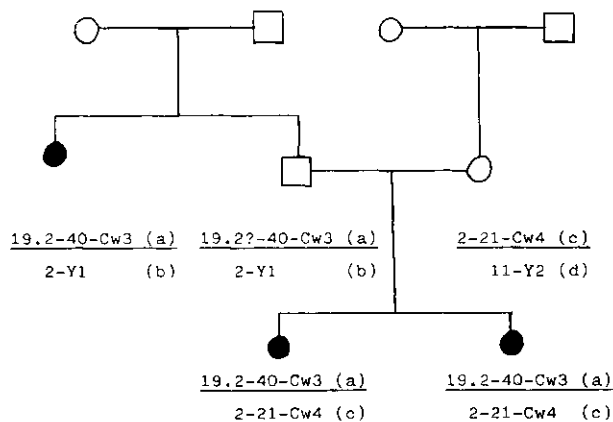 19.2-40-Cw3 (a) 19.2?-40-Cw3 (a) 2-21-Cw4 (c)
2-Y1 (b) 2-Y1 (b) 11-Y2 (d)
19.2-40-Cw3 (a) 19.2-40-Cw3 (a)
2-21-Cw4 (c) 2-21-Cw4 (c)